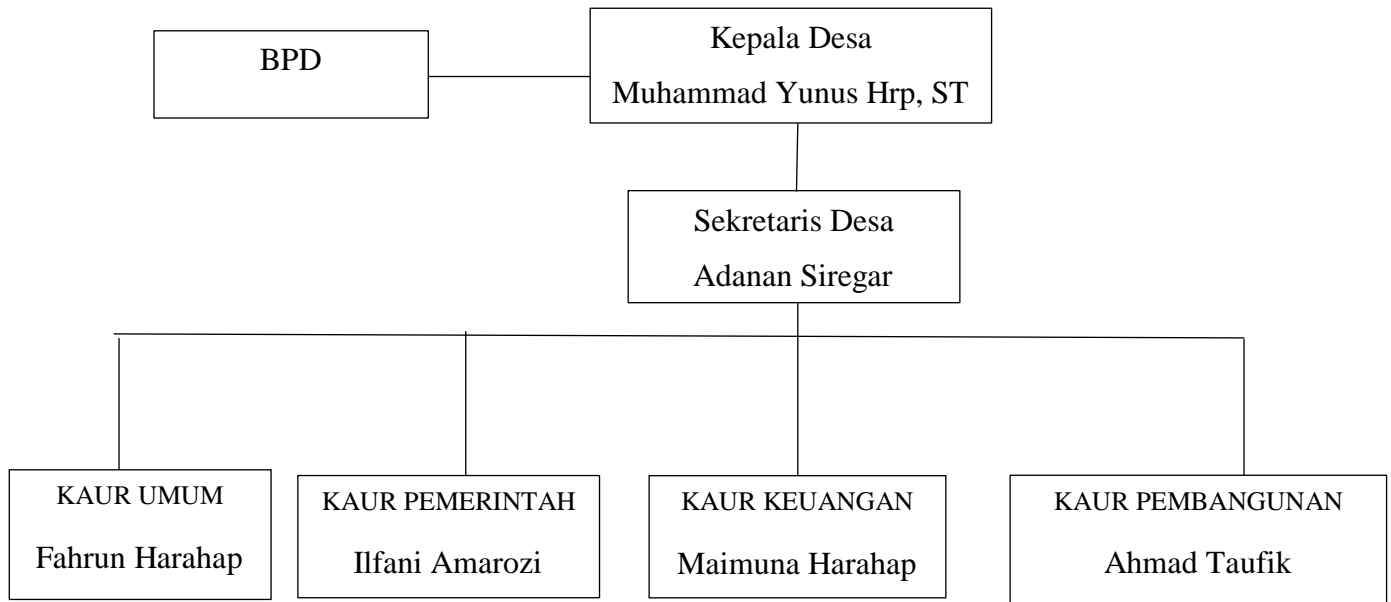 BPD
Kepala Desa
Muhammad Yunus Hrp, ST
Sekretaris Desa
Adanan Siregar
KAUR UMUM
Fahrun Harahap
KAUR PEMERINTAH
Ilfani Amarozi
KAUR KEUANGAN
Maimuna Harahap
KAUR PEMBANGUNAN
Ahmad Taufik